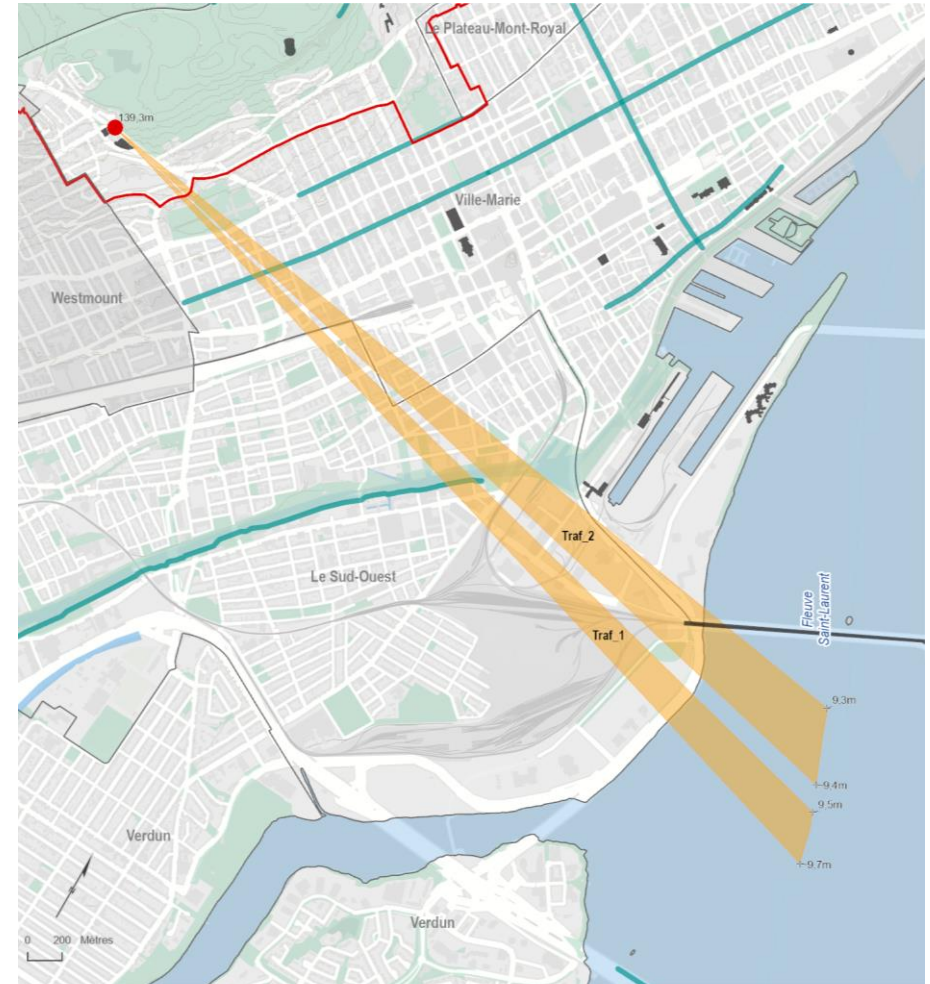 Le Plateau-Mont-Royal
139,3m
Ville-Marie
Westmount
Traf_2
Le Sud-Ouest
Traf_1
Fleuve
Saint-Laurent
9,3m
9,4m
9,5m
9,7m
Verdun
Verdun
0 200 Mètres